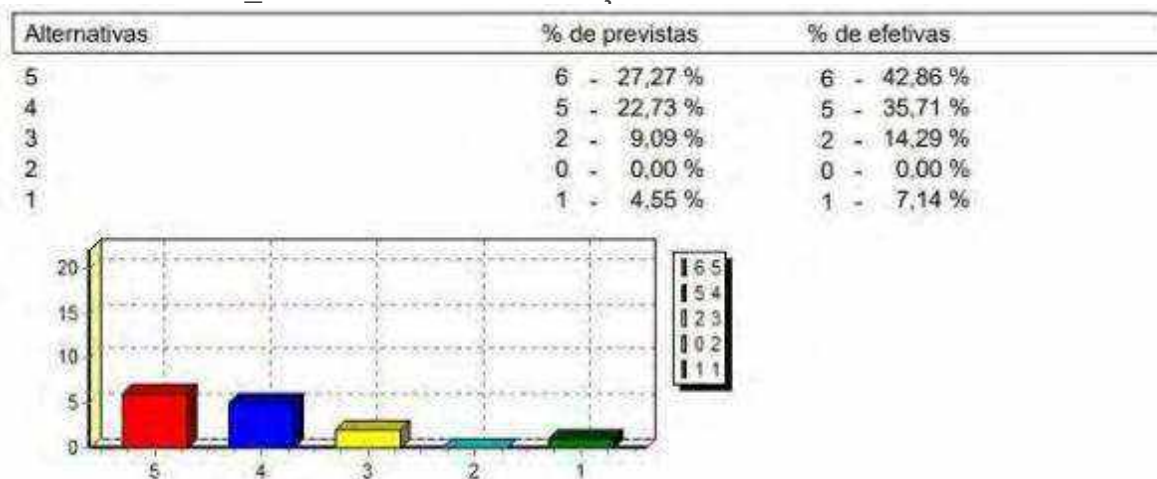 Alternativas % de previstas % de efetivas
5 6 - 27,27 % 6 - 42,86 %
4 5 - 22,73 % 5 - 35,71 %
3 2 - 9,09 % 2 - 14,29 %
2 0 - 0,00 % 0 - 0,00 %
1 1 - 4,55 % 1 - 7,14 %
20
15
10
5
0
5 4 3 2 1
6 5
5 4
2 3
0 2
1 1